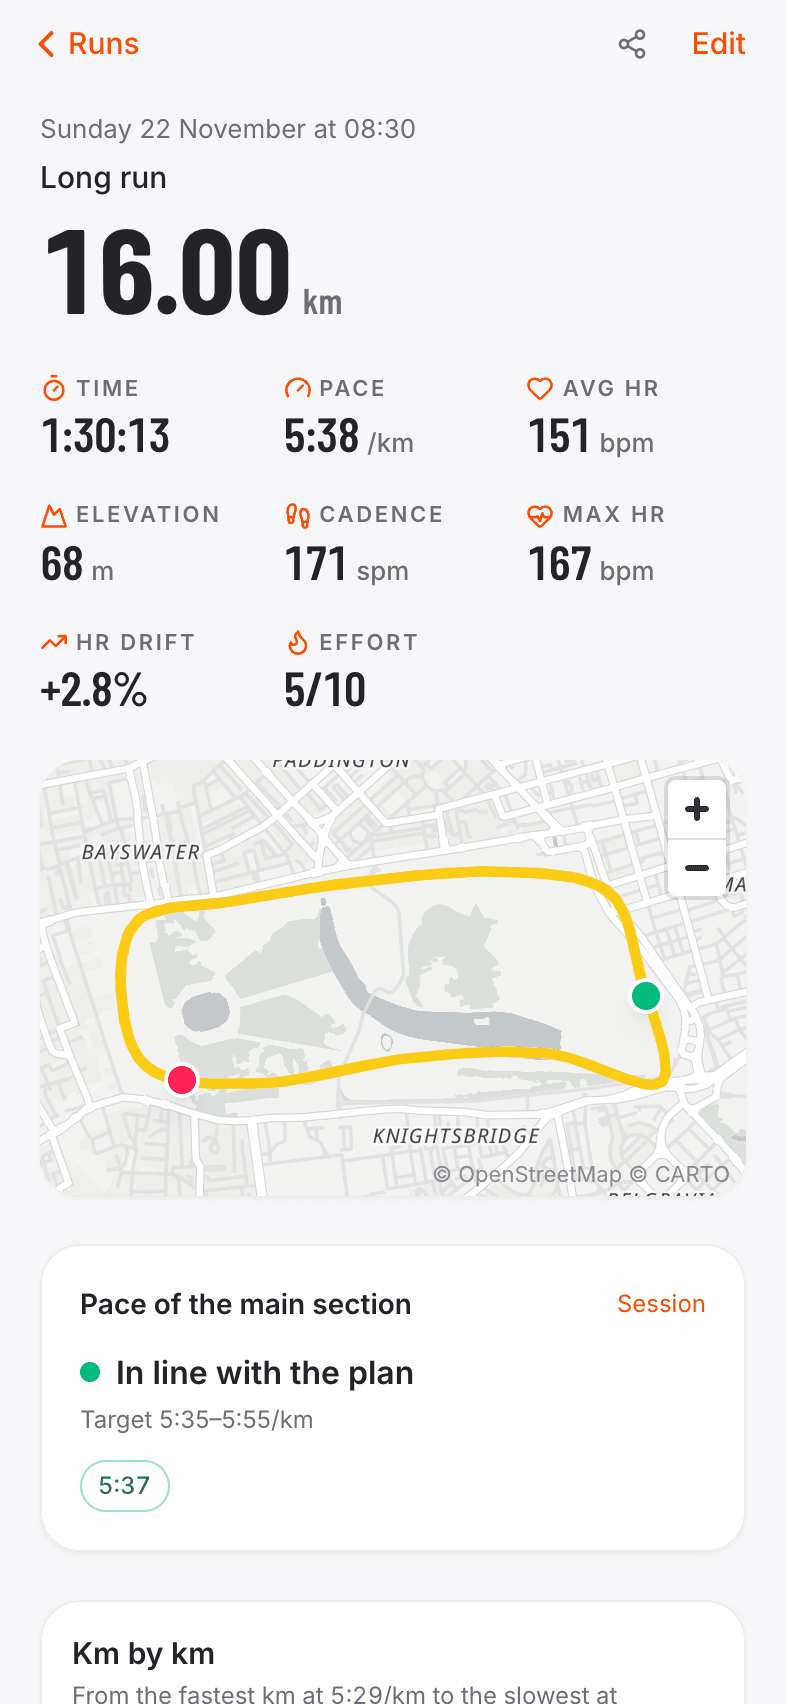 Runs
Edit
Sunday 22 November at 08:30
Long run
16.00 km
TIME
1:30:13
PACE
5:38 /km
AVG HR
151 bpm
ELEVATION
68 m
CADENCE
171 spm
MAX HR
167 bpm
HR DRIFT
+2.8%
EFFORT
5/10
PADDINGTON
BAYSWATER
+
MA
−
KNIGHTSBRIDGE
© OpenStreetMap © CARTO
BELGRAVIA
Pace of the main section
Session
In line with the plan
Target 5:35–5:55/km
5:37
Km by km
From the fastest km at 5:29/km to the slowest at